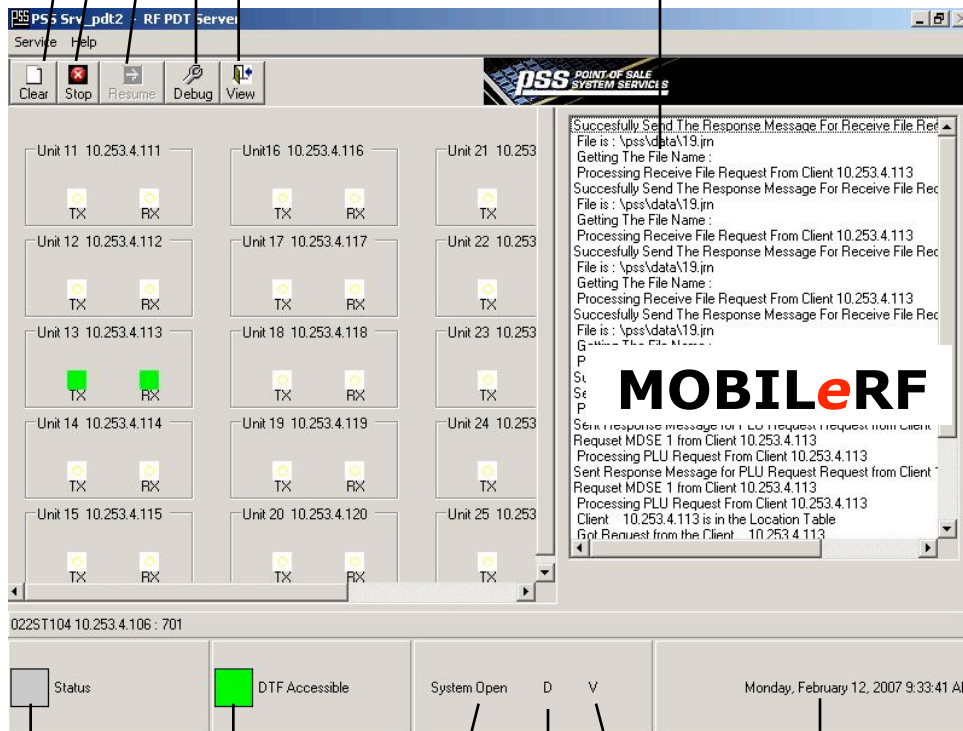 PSS Srv_pdt2 - RF PDT Server
Service Help
Clear Stop Resume Debug View
PSS POINT OF SALE SYSTEM SERVICES
Unit 11 10.253.4.111
TX RX
Unit16 10.253.4.116
TX RX
Unit 21 10.253
TX
Unit 12 10.253.4.112
TX RX
Unit 17 10.253.4.117
TX RX
Unit 22 10.253
TX
Unit 13 10.253.4.113
TX RX
Unit 18 10.253.4.118
TX RX
Unit 23 10.253
TX
Unit 14 10.253.4.114
TX RX
Unit 19 10.253.4.119
TX RX
Unit 24 10.253
TX
Unit 15 10.253.4.115
TX RX
Unit 20 10.253.4.120
TX RX
Unit 25 10.253
TX
Succesfully Send The Response Message For Receive File Rec
File is : \pss\data\19.jrn
Getting The File Name :
Processing Receive File Request From Client 10.253.4.113
Succesfully Send The Response Message For Receive File Rec
File is : \pss\data\19.jrn
Getting The File Name :
Processing Receive File Request From Client 10.253.4.113
Succesfully Send The Response Message For Receive File Rec
File is : \pss\data\19.jrn
Getting The File Name :
Processing Receive File Request From Client 10.253.4.113
Succesfully Send The Response Message For Receive File Rec
File is : \pss\data\19.jrn
Getting The File Name :
MOBILeRF
Sent Response Message for PLU Request Request from Client
Requset MDSE 1 from Client 10.253.4.113
Processing PLU Request From Client 10.253.4.113
Sent Response Message for PLU Request Request from Client
Requset MDSE 1 from Client 10.253.4.113
Processing PLU Request From Client 10.253.4.113
Client 10.253.4.113 is in the Location Table
Got Request from the Client 10.253.4.113
022ST104 10.253.4.106 : 701
Status
DTF Accessible
System Open D V
Monday, February 12, 2007 9:33:41 A